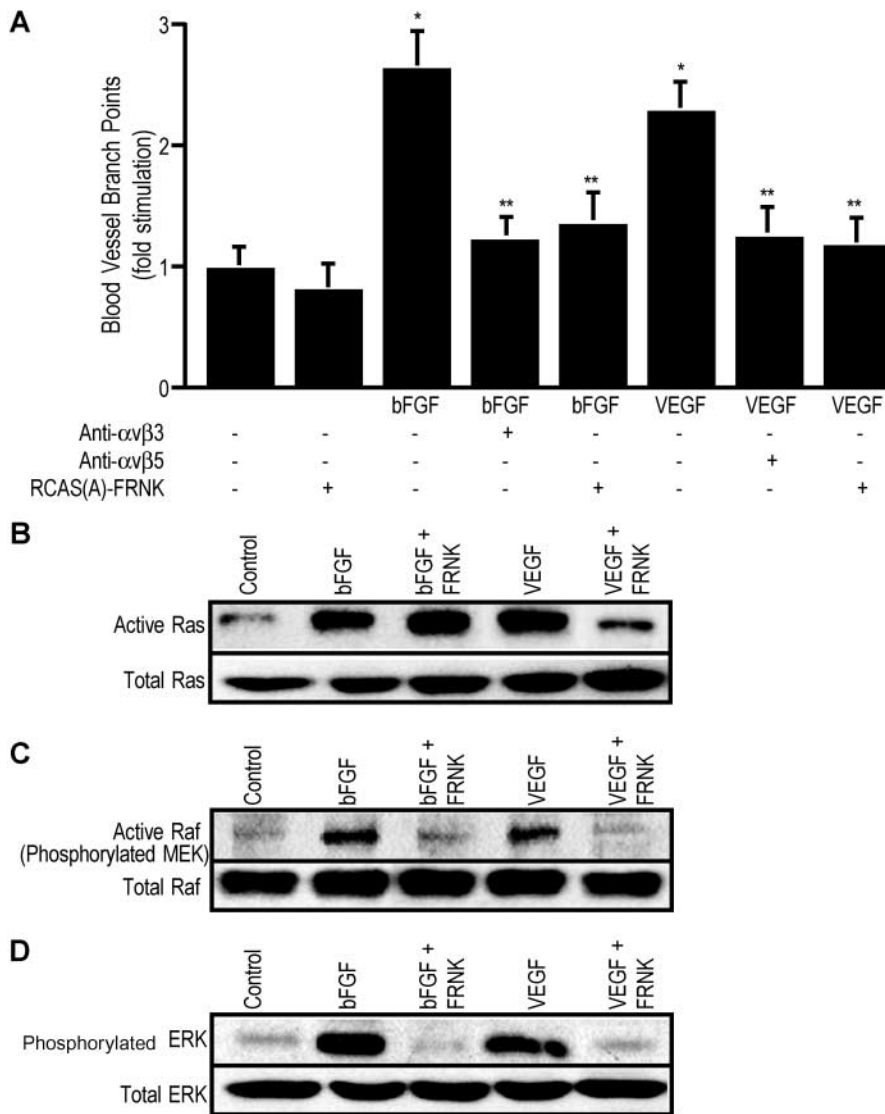 A
Blood Vessel Branch Points
(fold stimulation)
3
2
1
0
* ** ** * ** **
bFGF bFGF bFGF VEGF VEGF VEGF
Anti-αvβ3 - - - + - - - -
Anti-αvβ5 - - - - - - + -
RCAS(A)-FRNK - + - - + - - +
B
Control
bFGF
bFGF +
FRNK
VEGF
VEGF +
FRNK
Active Ras
Total Ras
C
Control
bFGF
bFGF +
FRNK
VEGF
VEGF +
FRNK
Active Raf
(Phosphorylated MEK)
Total Raf
D
Control
bFGF
bFGF +
FRNK
VEGF
VEGF +
FRNK
Phosphorylated ERK
Total ERK